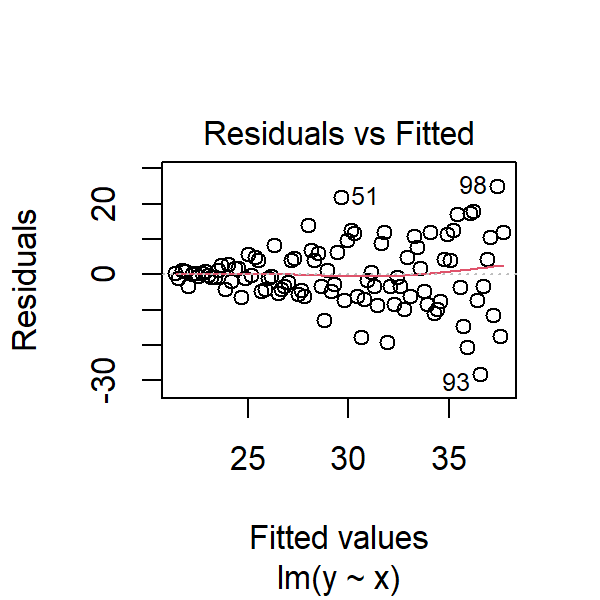 Residuals vs Fitted
Residuals
20
0
-30
51
98
93
25 30 35
Fitted values
lm(y ~ x)